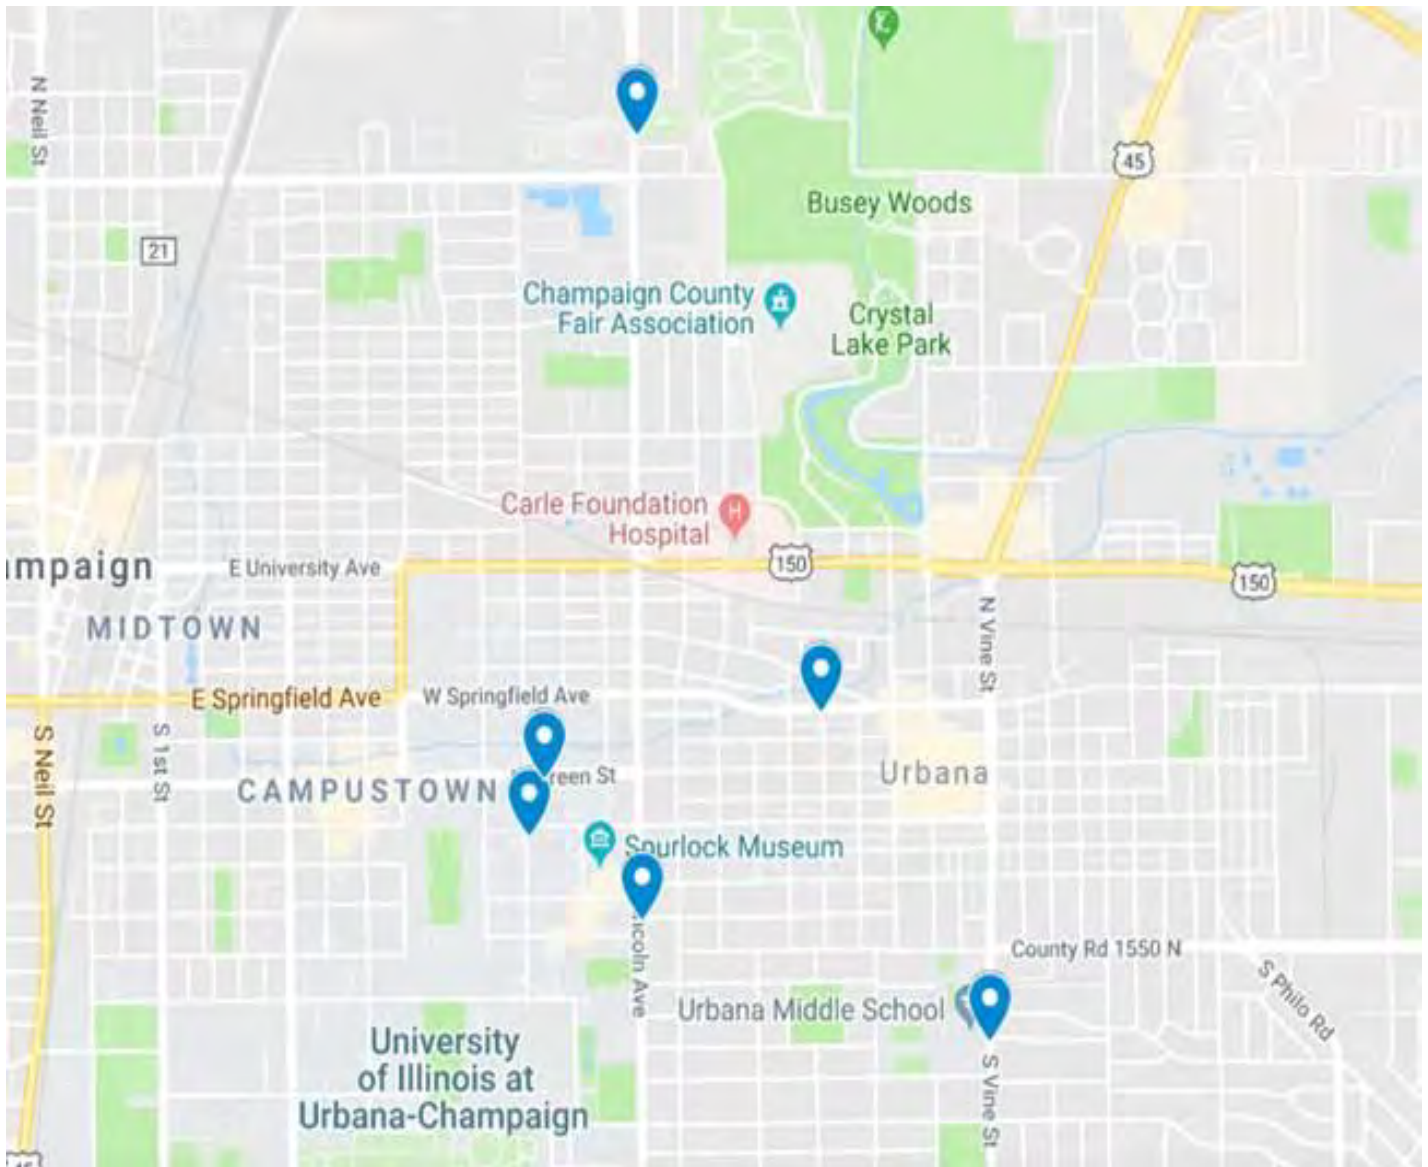 N Neil St
45
Busey Woods
21
Champaign County
Fair Association
Crystal
Lake Park
Carle Foundation
Hospital
mpaign
E University Ave
150
150
MIDTOWN
N Vine St
E Springfield Ave
W Springfield Ave
S Neil St
S 1st St
CAMPUSTOWN
reen St
Urbana
Spurlock Museum
County Rd 1550 N
coln Ave
Urbana Middle School
S Philo Rd
University
of Illinois at
Urbana-Champaign
S Vine St